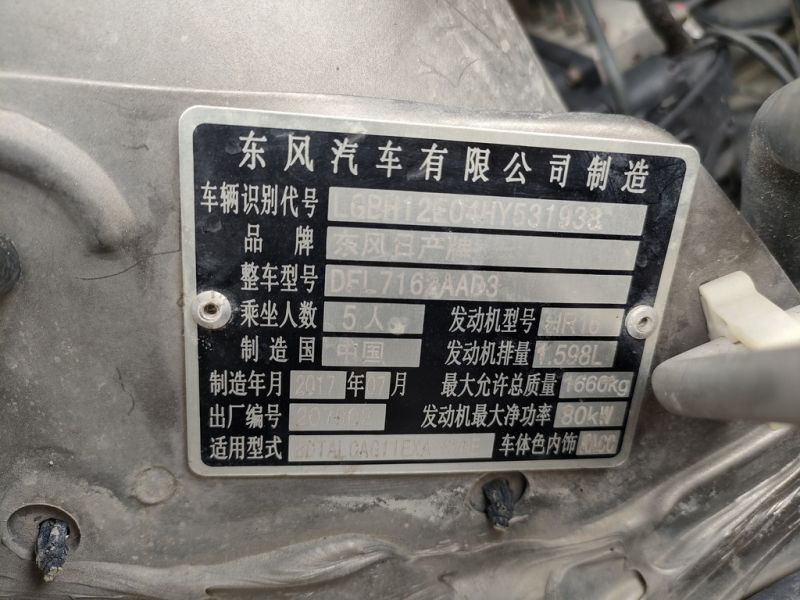 东风汽车有限公司制造
车辆识别代号 LGBH12E04HY531938
品牌 东风日产牌
整车型号 DFL7162AAD3
乘坐人数 5人 发动机型号 HR16
制造国 中国 发动机排量 1.598L
制造年月 2017年07月 最大允许总质量 1660kg
出厂编号 发动机最大净功率 80kW
适用型式 车体色内饰